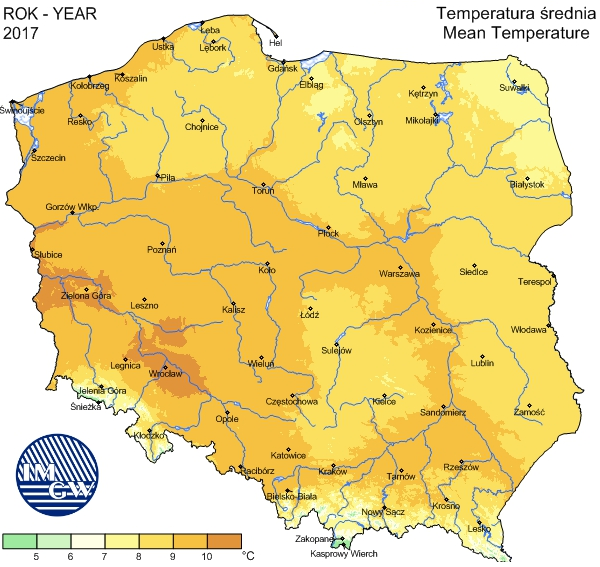 ROK - YEAR
2017
Temperatura średnia
Mean Temperature
Łeba
Ustka
Lębork
Hel
Gdańsk
Koszalin
Kołobrzeg
Elbląg
Kętrzyn
Suwałki
Świnoujście
Resko
Chojnice
Olsztyn
Mikołajki
Szczecin
Piła
Toruń
Mława
Białystok
Gorzów Wlkp.
Płock
Słubice
Poznań
Koło
Warszawa
Siedlce
Terespol
Zielona Góra
Leszno
Kalisz
Łódź
Kozienice
Włodawa
Sulejów
Legnica
Wrocław
Wieluń
Lublin
Jelenia Góra
Śnieżka
Częstochowa
Kielce
Sandomierz
Zamość
Opole
Kłodzko
Katowice
Racibórz
Kraków
Tarnów
Rzeszów
Bielsko-Biała
Nowy Sącz
Krosno
Lesko
Zakopane
Kasprowy Wierch
IM
GW
5 6 7 8 9 10 °C